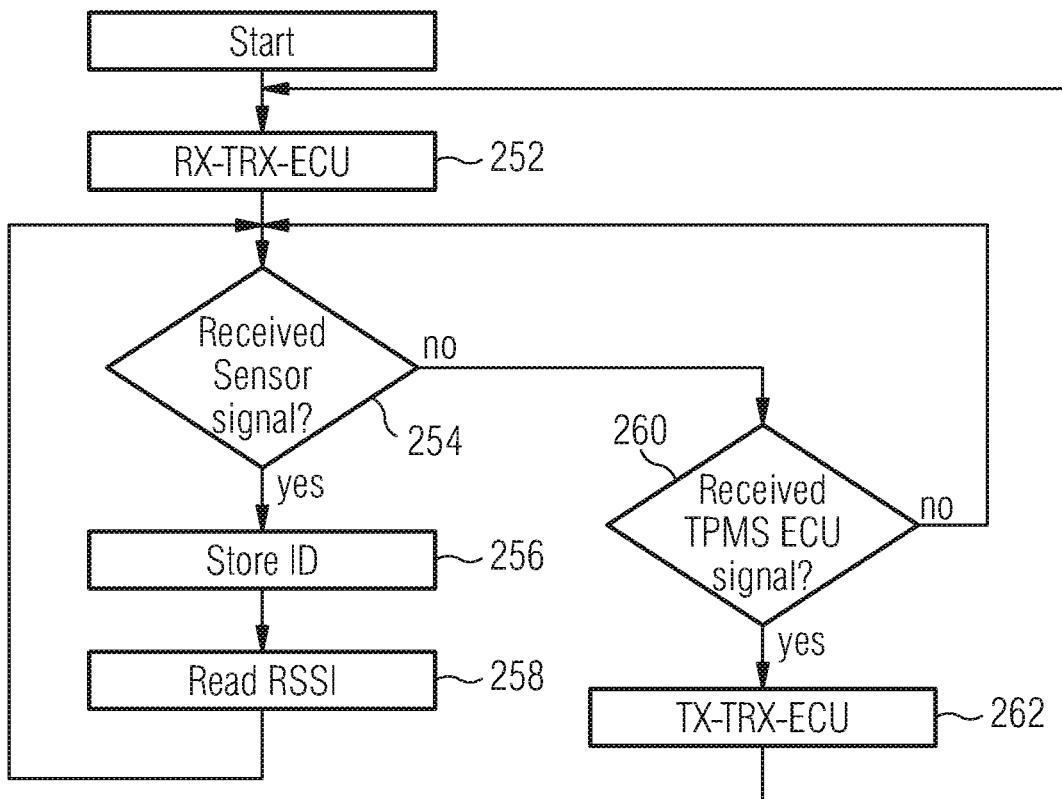 Start
RX-TRX-ECU
252
Received
Sensor
signal?
no
254
yes
260
Received
TPMS ECU
signal?
no
Store ID
256
yes
Read RSSI
258
TX-TRX-ECU
262